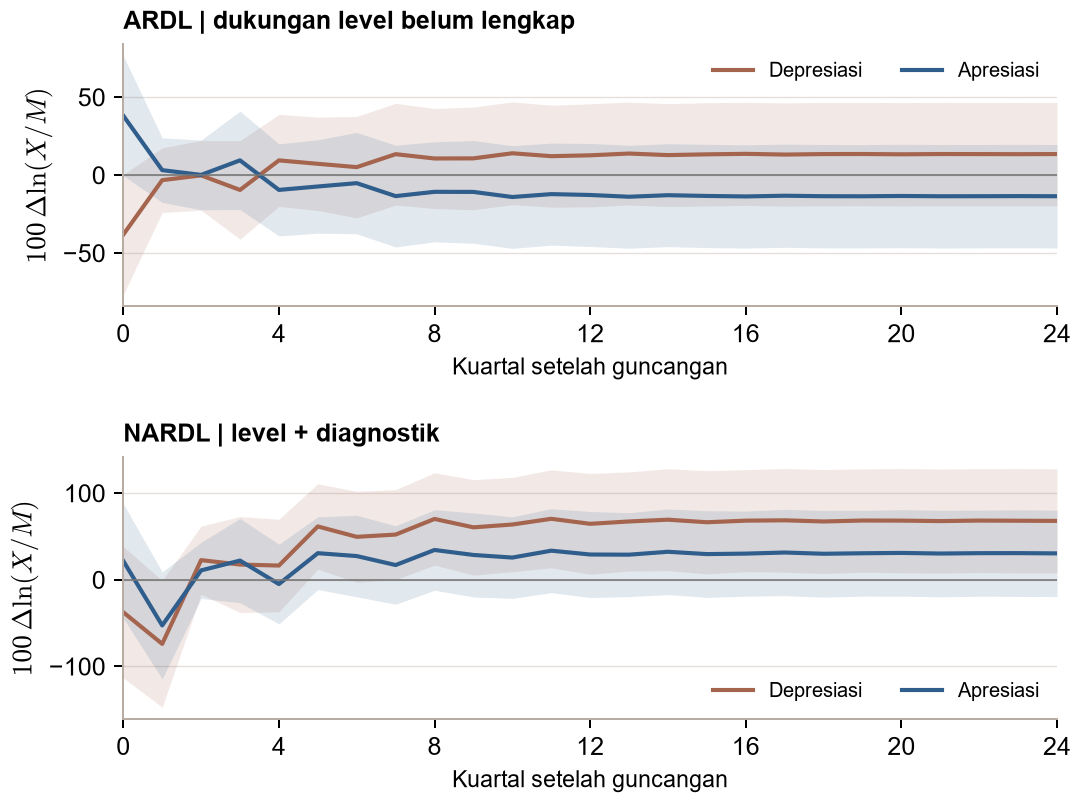 ARDL | dukungan level belum lengkap
Depresiasi
Apresiasi
100 Δln(X/M)
50
0
−50
0
4
8
12
16
20
24
Kuartal setelah guncangan
NARDL | level + diagnostik
100 Δln(X/M)
100
0
−100
Depresiasi
Apresiasi
0
4
8
12
16
20
24
Kuartal setelah guncangan